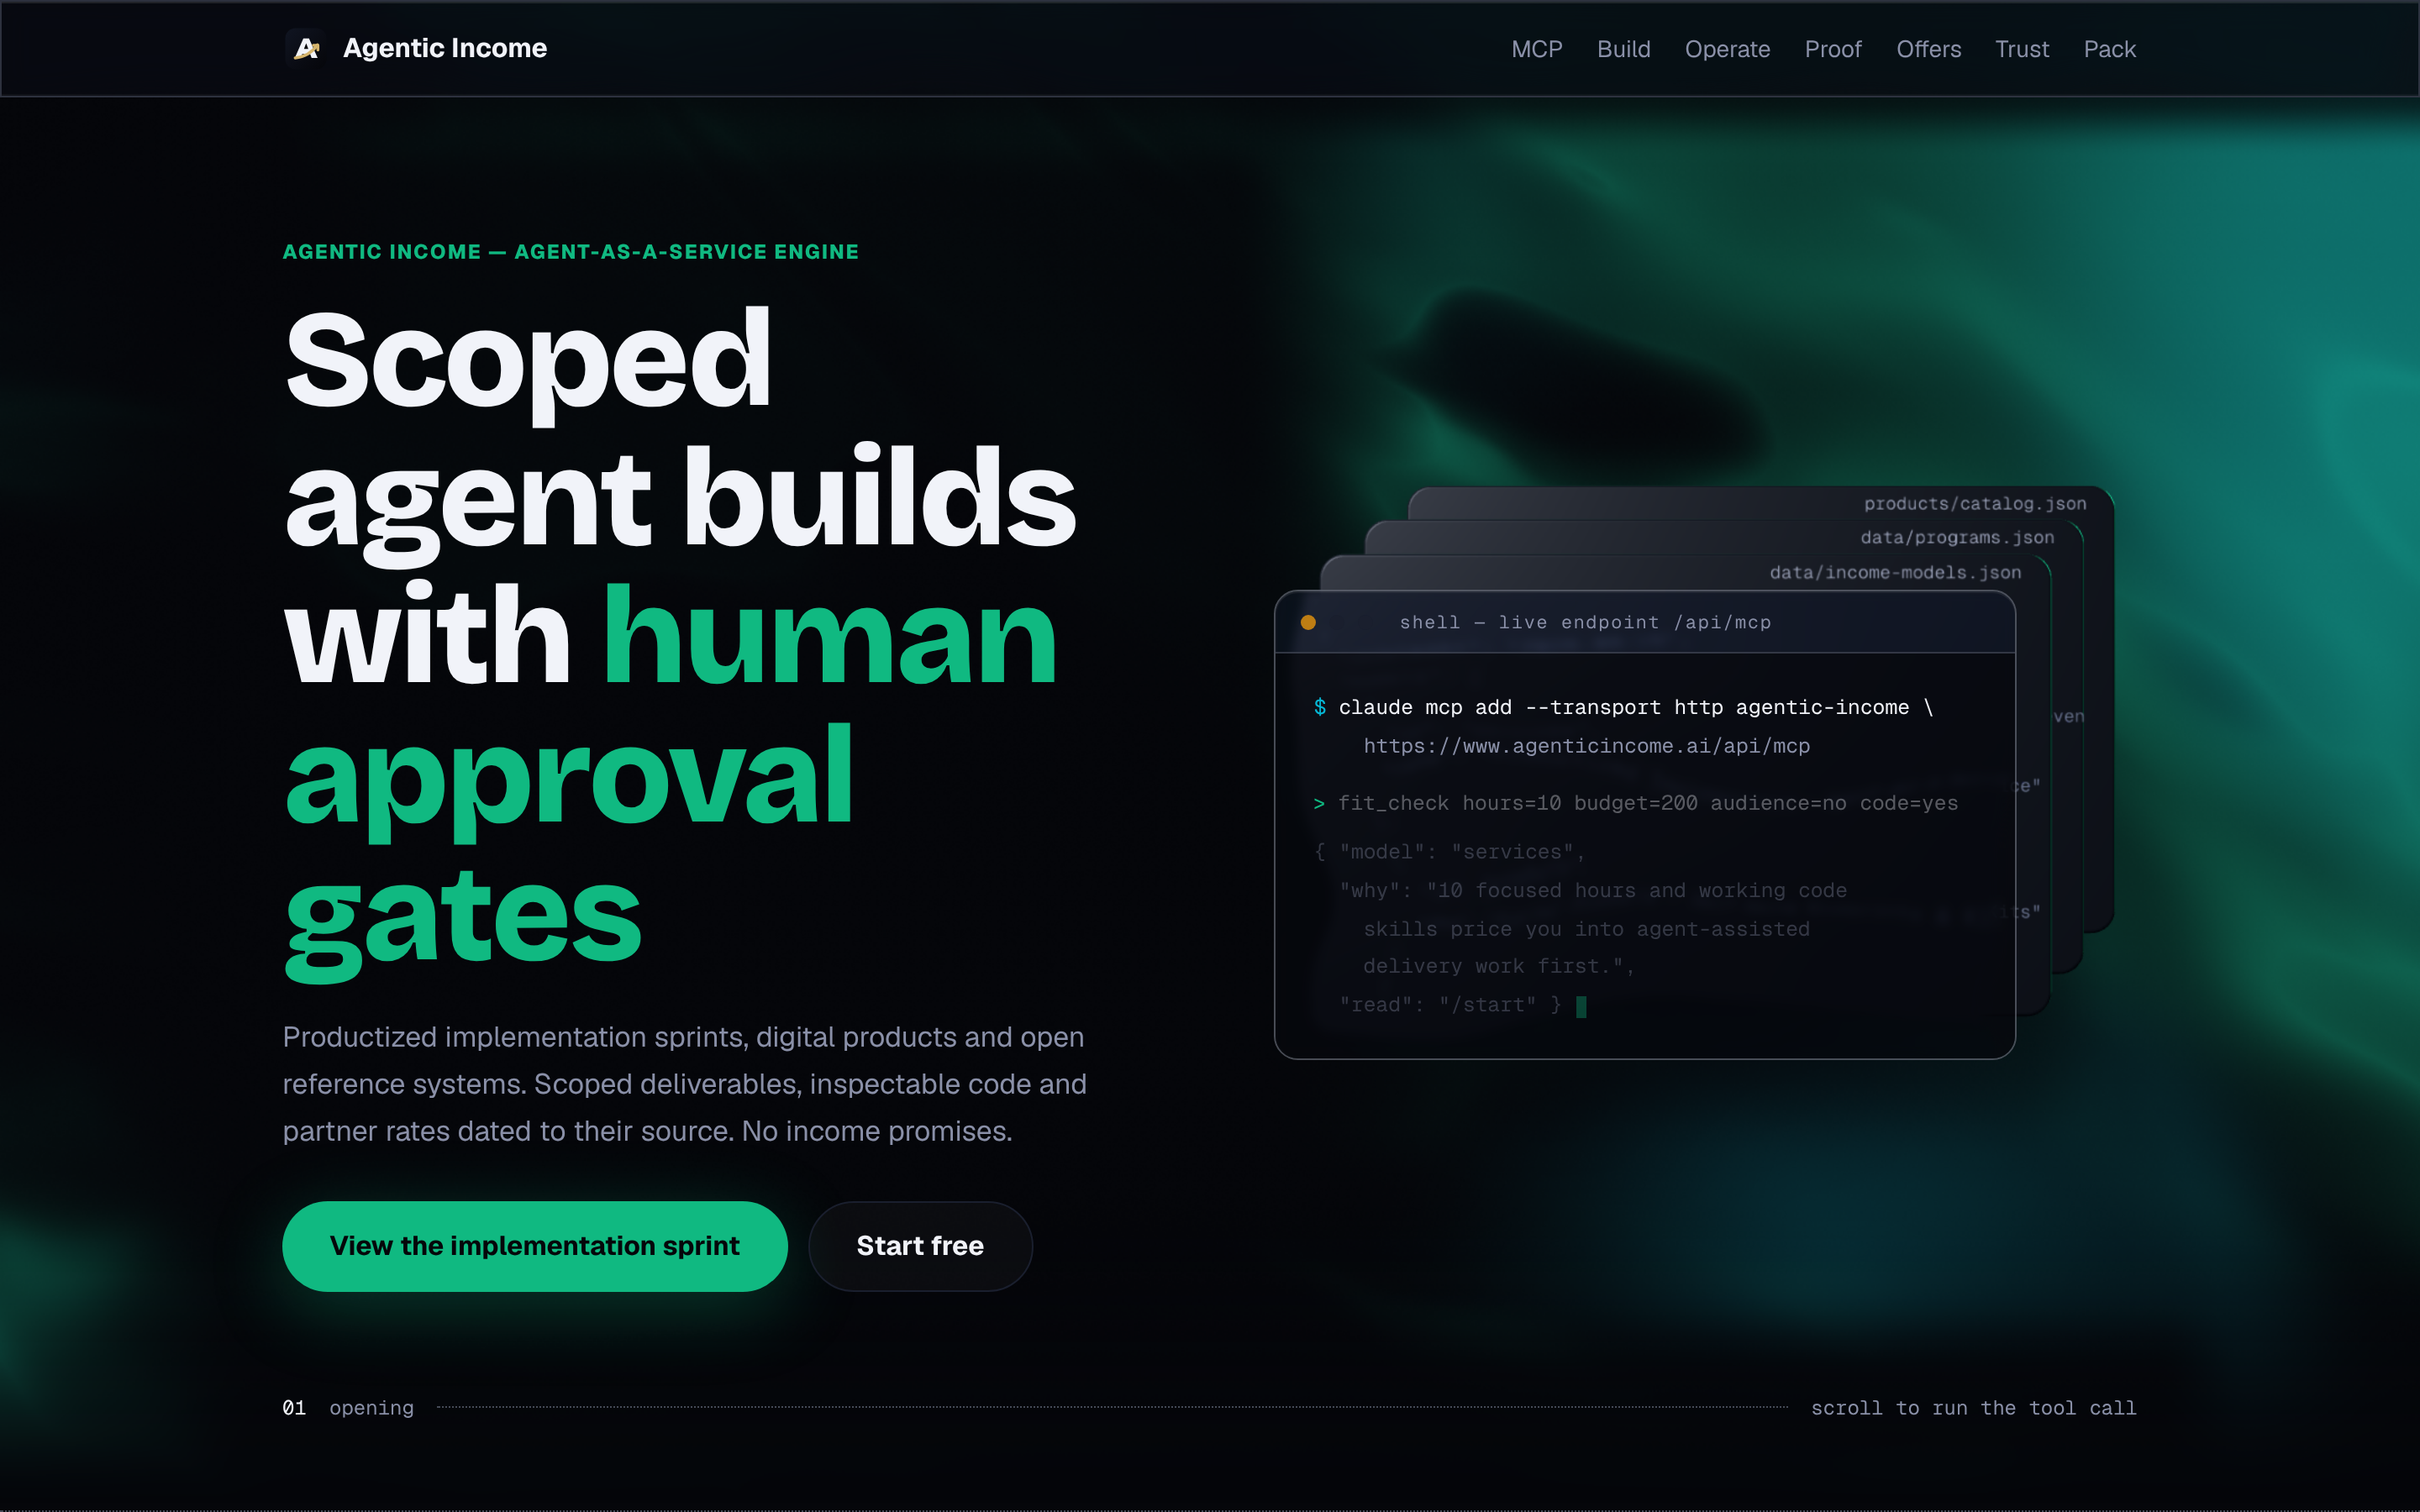 Agentic Income
MCP Build Operate Proof Offers Trust Pack
AGENTIC INCOME — AGENT-AS-A-SERVICE ENGINE
Scoped
agent builds
with human
approval
gates
Productized implementation sprints, digital products and open
reference systems. Scoped deliverables, inspectable code and
partner rates dated to their source. No income promises.
View the implementation sprint
Start free
products/catalog.json
data/programs.json
data/income-models.json
shell — live endpoint /api/mcp
$ claude mcp add --transport http agentic-income \
https://www.agenticincome.ai/api/mcp
> fit_check hours=10 budget=200 audience=no code=yes
{ "model": "services",
"why": "10 focused hours and working code
skills price you into agent-assisted
delivery work first.",
"read": "/start" }
01 opening
scroll to run the tool call